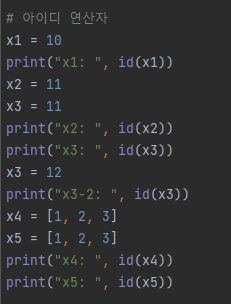 # 아이디 연산자
x1 = 10
print("x1: ", id(x1))
x2 = 11
x3 = 11
print("x2: ", id(x2))
print("x3: ", id(x3))
x3 = 12
print("x3-2: ", id(x3))
x4 = [1, 2, 3]
x5 = [1, 2, 3]
print("x4: ", id(x4))
print("x5: ", id(x5))